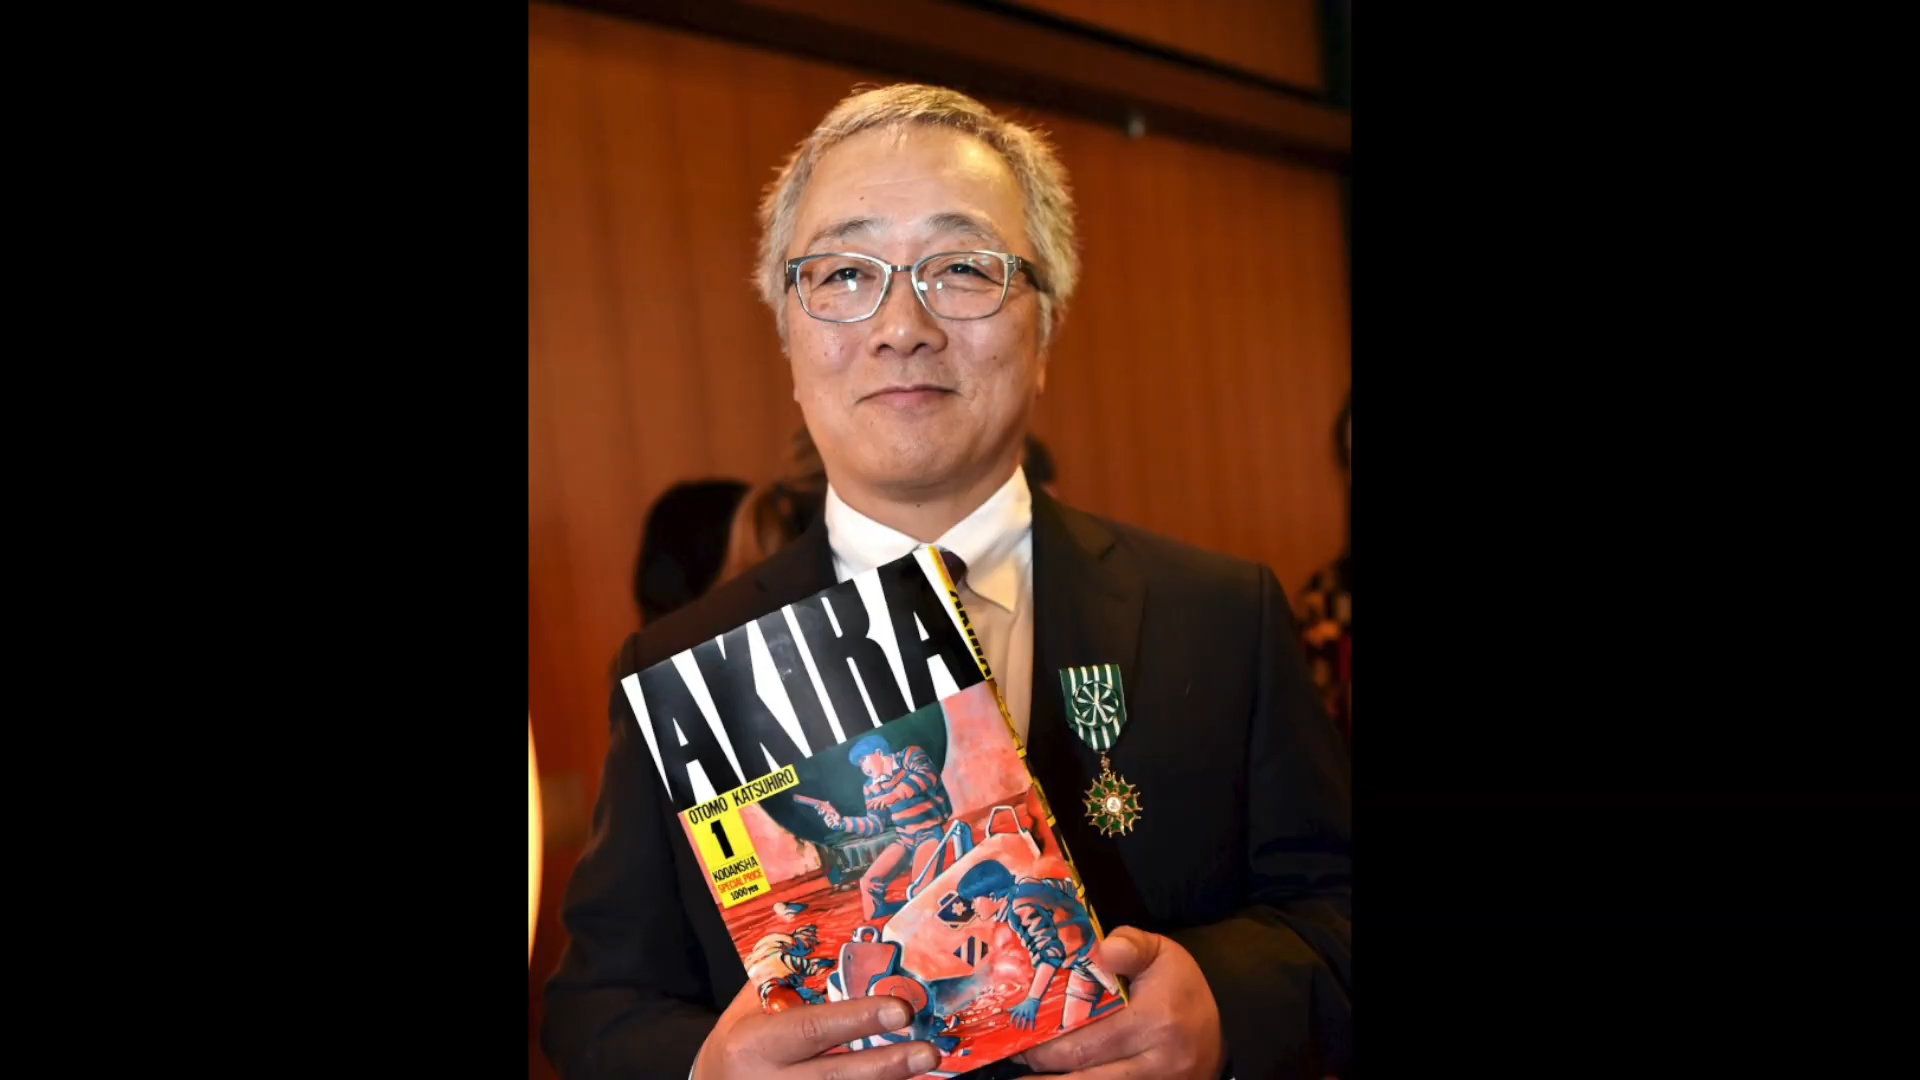 AKIRA
OTOMO KATSUHIRO
1
KODANSHA
SPECIAL PRICE
1000yen